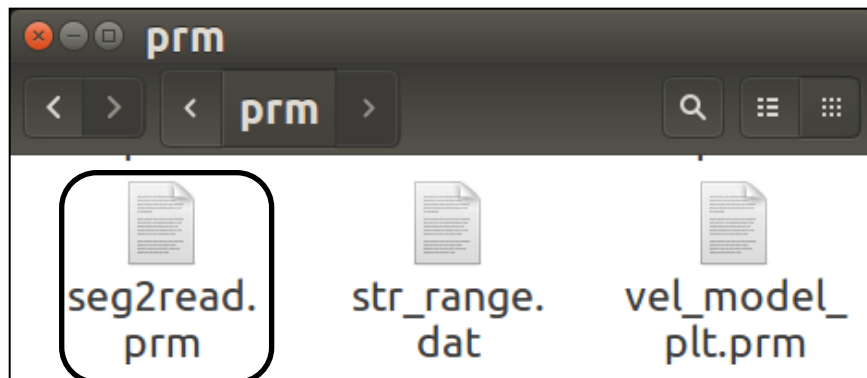 prm
prm
seg2read. str_range. vel_model_
prm dat plt.prm